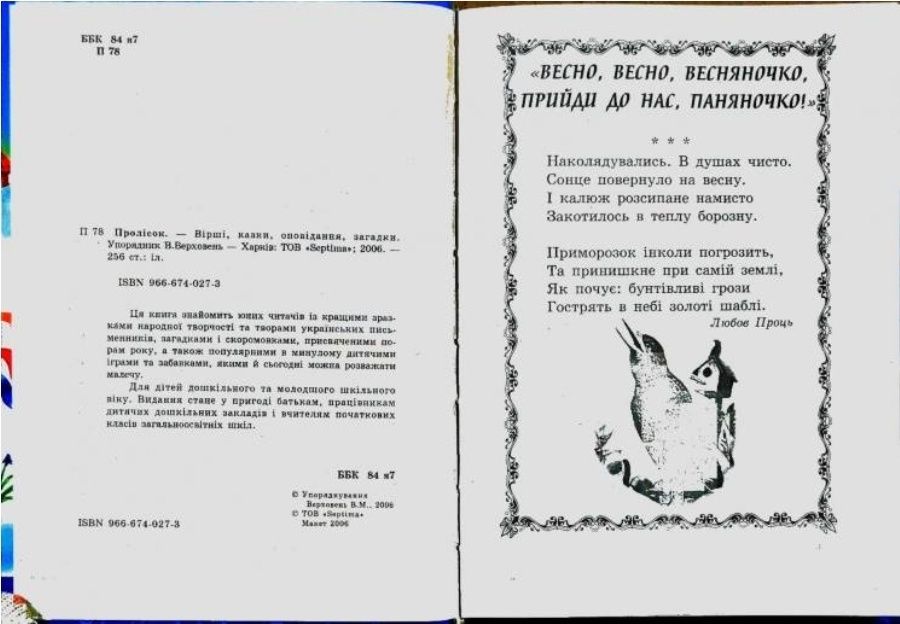 ББК 84 я7
П 78
П 78 Пролісок. — Вірші, казки, оповідання, загадки.
Упорядник В.Верховень — Харків: ТОВ «Septima»; 2006. —
256 ст.: іл.
ISBN 966-674-027-3
Ця книга знайомить юних читачів із кращими зраз-
ками народної творчості та творами українських пись-
менників, загадками і скоромовками, присвяченими по-
рам року, а також популярними в минулому дитячими
іграми та забавками, якими й сьогодні можна розважати
малечу.
Для дітей дошкільного та молодшого шкільного
віку. Видання стане у пригоді батькам, працівникам
дитячих дошкільних закладів і вчителям початкових
класів загальноосвітніх шкіл.
ББК 84 я7
© Упорядкування
Верховень В.М., 2006
© ТОВ «Septima»
Макет 2006
ISBN 966-674-027-3
«ВЕСНО, ВЕСНО, ВЕСНЯНОЧКО,
ПРИЙДИ ДО НАС, ПАНЯНОЧКО!»
* * *
Наколядувались. В душах чисто.
Сонце повернуло на весну.
І калюж розсипане намисто
Закотилось в теплу борозну.
Приморозок інколи погрозить,
Та принишкне при самій землі,
Як почує: бунтівливі грози
Гострять в небі золоті шаблі.
Любов Проць